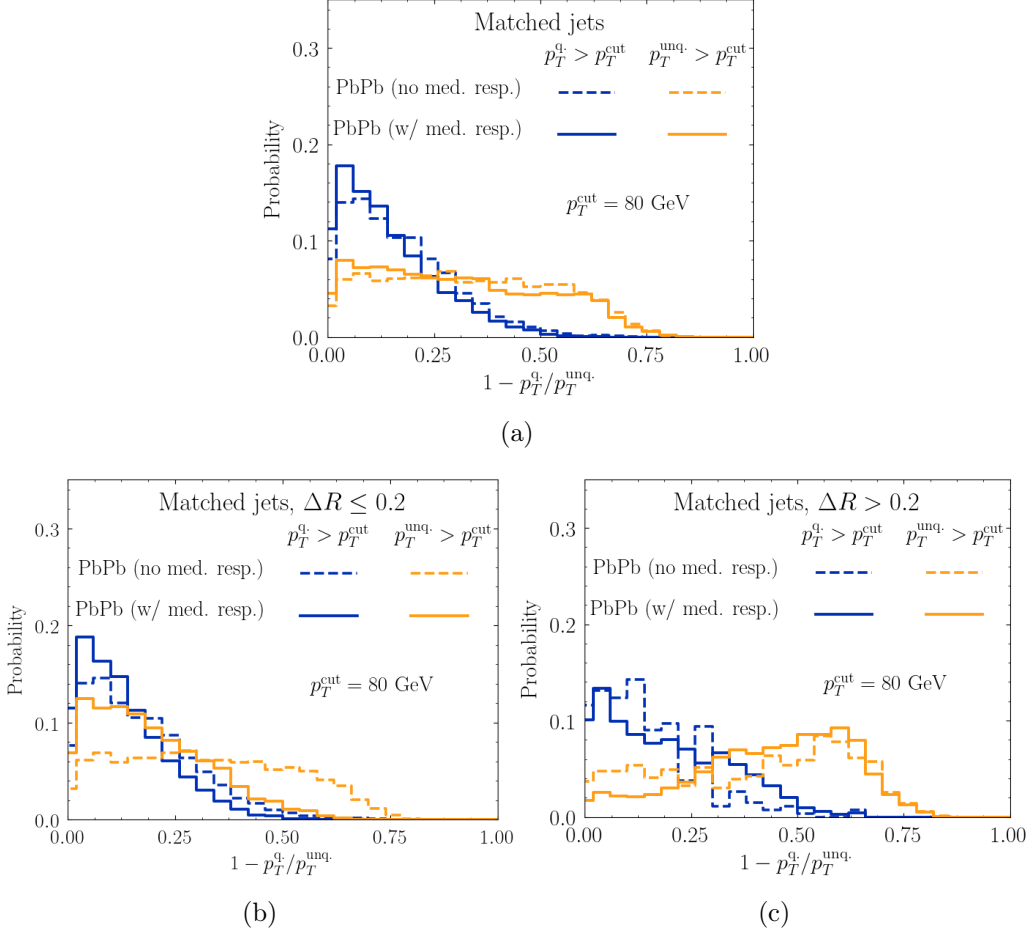 Matched jets
p_T^{q.} > p_T^{cut} p_T^{unq.} > p_T^{cut}
PbPb (no med. resp.)
PbPb (w/ med. resp.)
p_T^{cut} = 80 GeV
Probability
0.3
0.2
0.1
0.0
0.00 0.25 0.50 0.75 1.00
1 − p_T^{q.}/p_T^{unq.}
(a)
Matched jets, ΔR ≤ 0.2
p_T^{q.} > p_T^{cut} p_T^{unq.} > p_T^{cut}
PbPb (no med. resp.)
PbPb (w/ med. resp.)
p_T^{cut} = 80 GeV
Probability
0.3
0.2
0.1
0.0
0.00 0.25 0.50 0.75 1.00
1 − p_T^{q.}/p_T^{unq.}
(b)
Matched jets, ΔR > 0.2
p_T^{q.} > p_T^{cut} p_T^{unq.} > p_T^{cut}
PbPb (no med. resp.)
PbPb (w/ med. resp.)
p_T^{cut} = 80 GeV
Probability
0.3
0.2
0.1
0.0
0.00 0.25 0.50 0.75 1.00
1 − p_T^{q.}/p_T^{unq.}
(c)